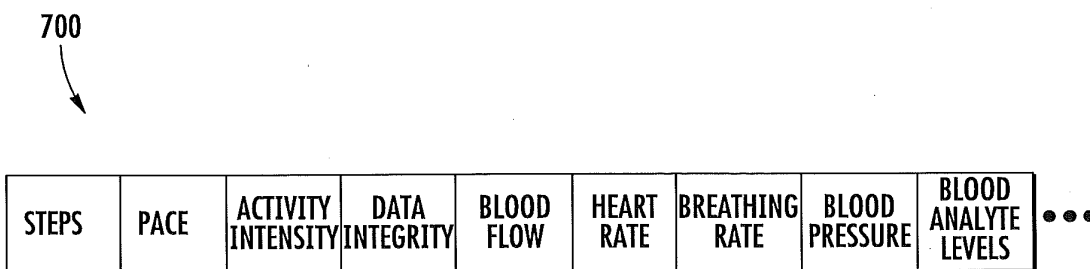 700
STEPS
PACE
ACTIVITY
INTENSITY
DATA
INTEGRITY
BLOOD
FLOW
HEART
RATE
BREATHING
RATE
BLOOD
PRESSURE
BLOOD
ANALYTE
LEVELS
•••